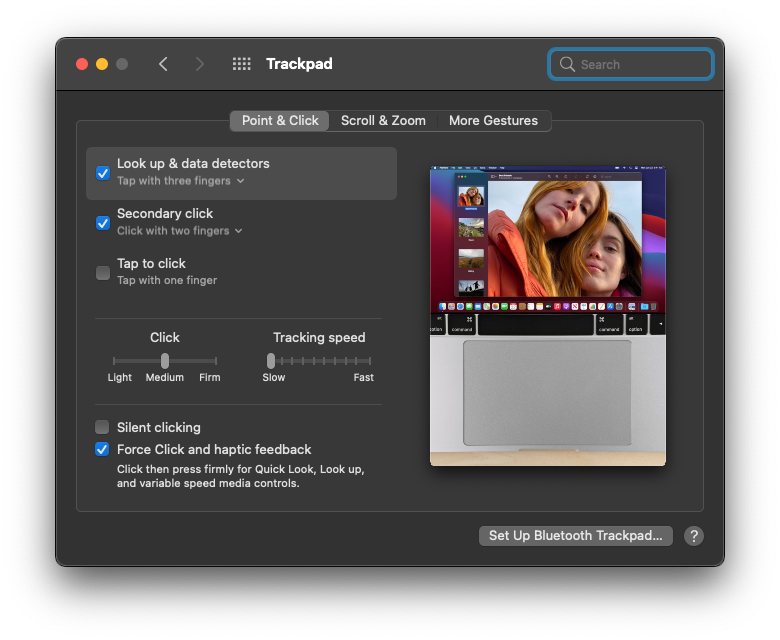 Trackpad
Search
Point & Click
Scroll & Zoom
More Gestures
Look up & data detectors
Tap with three fingers
Secondary click
Click with two fingers
Tap to click
Tap with one finger
Click
Tracking speed
Light
Medium
Firm
Slow
Fast
Silent clicking
Force Click and haptic feedback
Click then press firmly for Quick Look, Look up,
and variable speed media controls.
⌘
⌘
option
command
command
option
Set Up Bluetooth Trackpad...
?